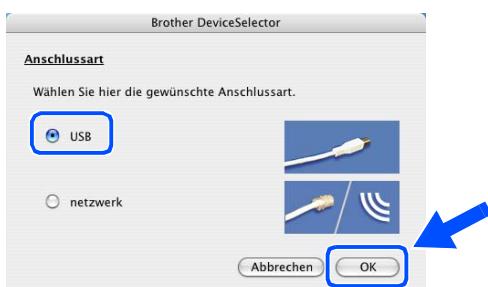 Brother DeviceSelector
Anschlussart
Wählen Sie hier die gewünschte Anschlussart.
USB
netzwerk
Abbrechen OK